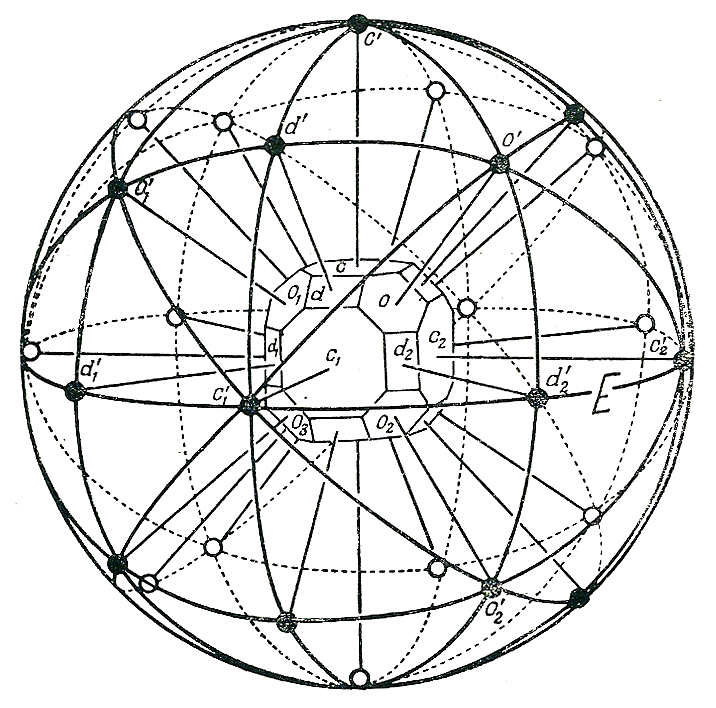 c'
d'
o'
o'₁
c
o₁
d
o
d₁
c₁
d₂
c₂
c'₂
d'₁
c'₁
d'₂
E
o₃
o₂
o'₂